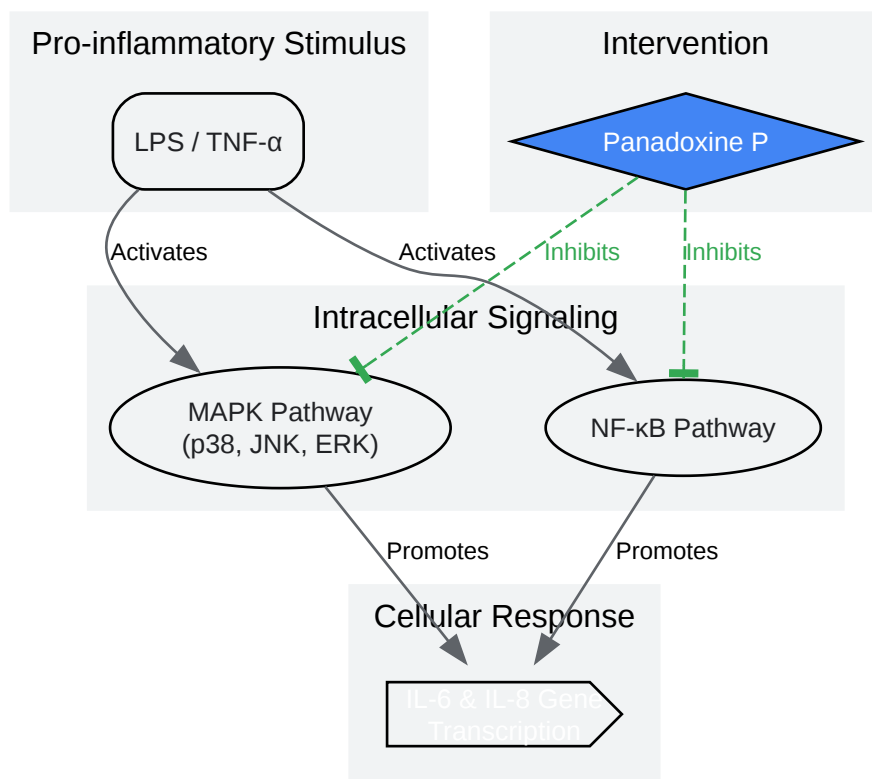 Pro-inflammatory Stimulus
Intervention
LPS / TNF-α
Panadoxine P
Activates
Activates
Inhibits
Inhibits
Intracellular Signaling
MAPK Pathway
(p38, JNK, ERK)
NF-κB Pathway
Promotes
Promotes
Cellular Response
IL-6 & IL-8 Gene
Transcription